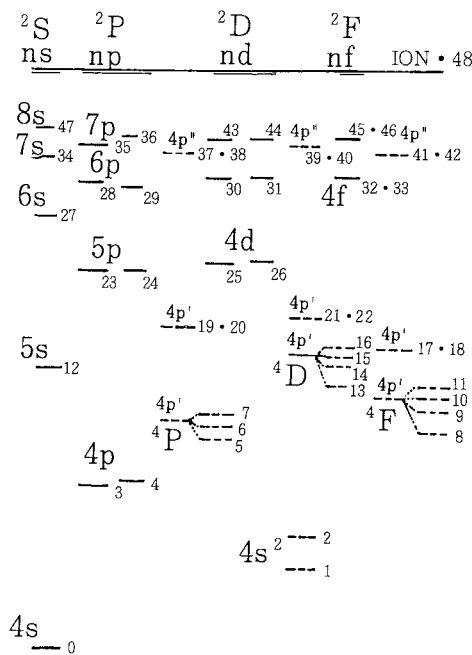 ²S ²P ²D ²F
ns np nd nf ION • 48
8s 47 7p 35 36 4p" 37 • 38 43 44 4p" 39 • 40 45 • 46 4p" 41 • 42
7s 34
6p 28 29 30 31 4f 32 • 33
6s 27
5p 23 24 4d 25 26
4p' 19 • 20 4p' 21 • 22
5s 12 4p' ⁴D 16 15 14 13 4p' 17 • 18
4p' ⁴P 7 6 5 4p' ⁴F 11 10 9 8
4p 3 4
4s² 2 1
4s 0